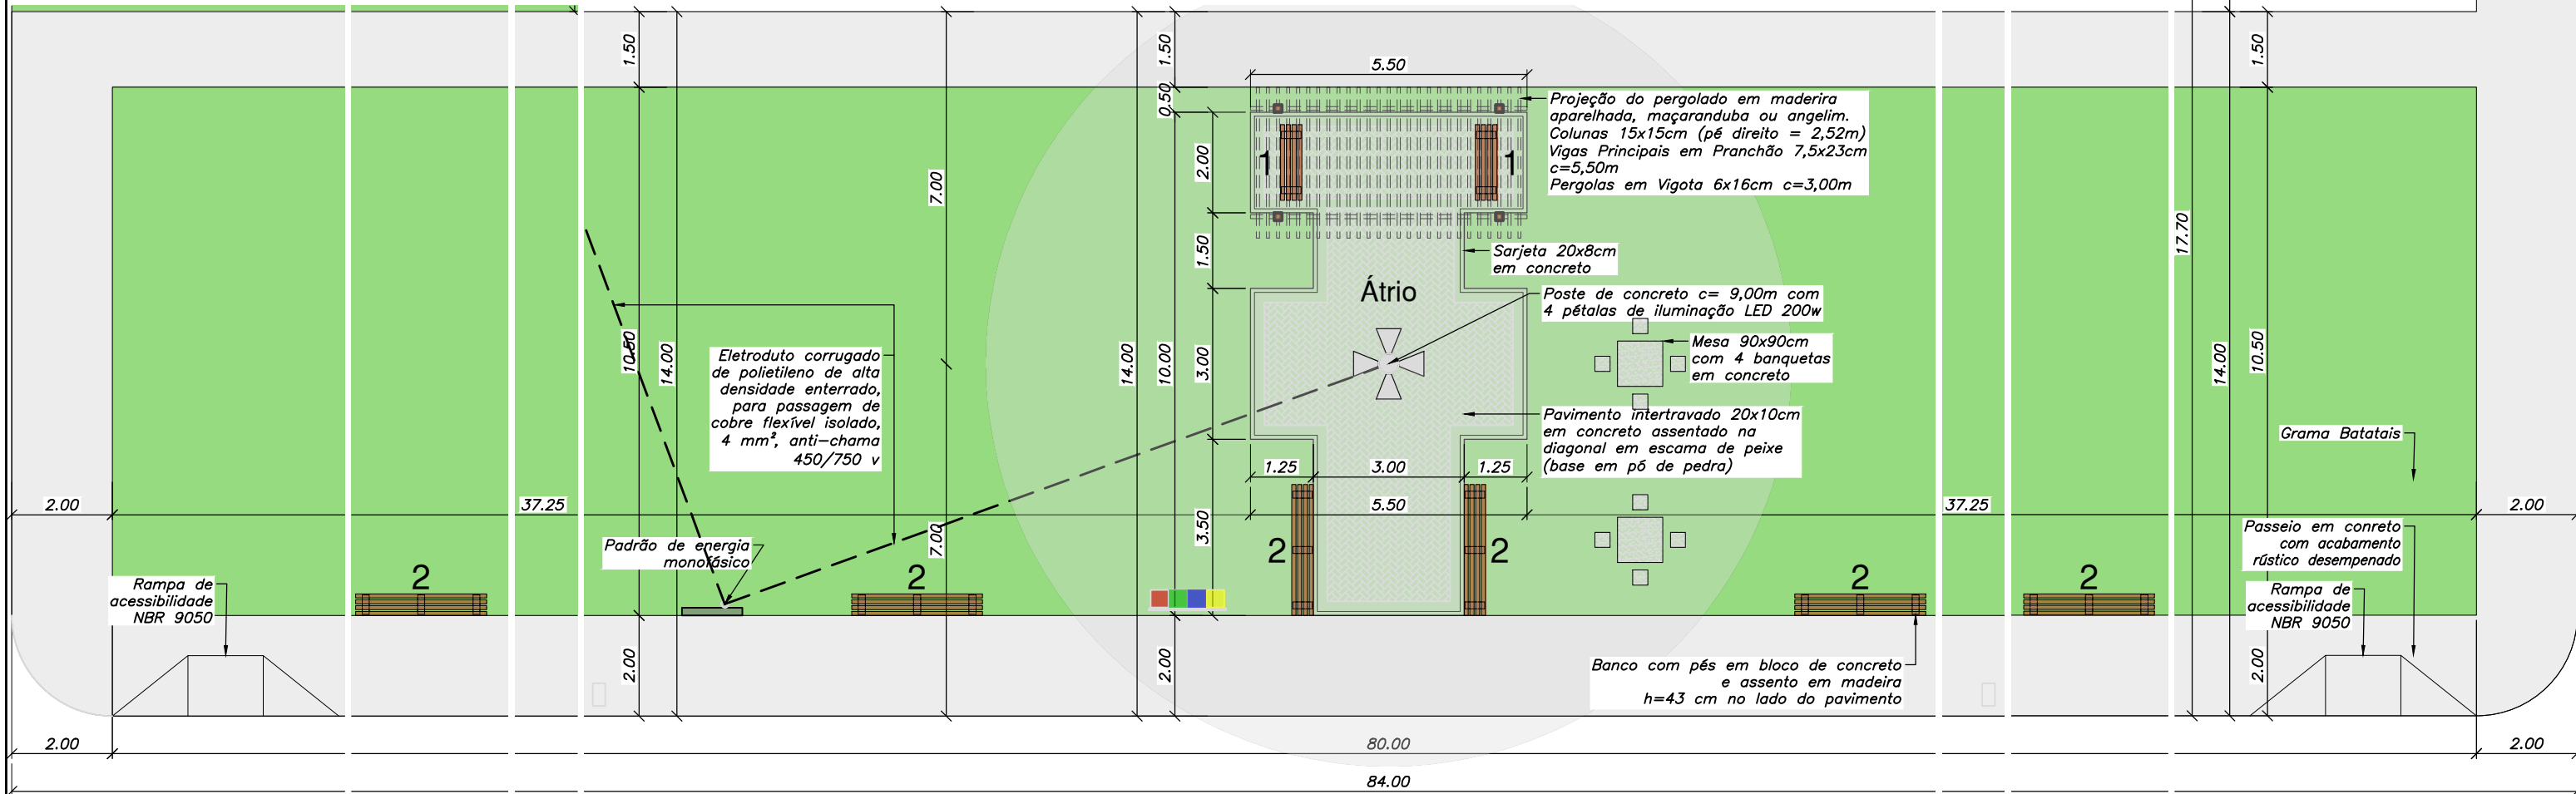 1.50
1.50
1.50
5.50
0.50
Projeção do pergolado em maderira
aparelhada, maçaranduba ou angelim.
Colunas 15x15cm (pé direito = 2,52m)
Vigas Principais em Pranchão 7,5x23cm
c=5,50m
Pergolas em Vigota 6x16cm c=3,00m
7.00
2.00
1
1
17.70
1.50
Sarjeta 20x8cm
em concreto
Átrio
Poste de concreto c= 9,00m com
4 pétalas de iluminação LED 200w
10.50
14.00
14.00
10.00
3.00
14.00
10.50
Mesa 90x90cm
com 4 banquetas
em concreto
Eletroduto corrugado
de polietileno de alta
densidade enterrado,
para passagem de
cobre flexível isolado,
4 mm², anti-chama
450/750 v
Pavimento intertravado 20x10cm
em concreto assentado na
diagonal em escama de peixe
(base em pó de pedra)
Grama Batatais
1.25
3.00
1.25
2.00
37.25
5.50
37.25
2.00
7.00
3.50
Padrão de energia
monofásico
Passeio em conreto
com acabamento
rústico desempenado
2
2
2
2
2
2
Rampa de
acessibilidade
NBR 9050
Rampa de
acessibilidade
NBR 9050
2.00
2.00
2.00
Banco com pés em bloco de concreto
e assento em madeira
h=43 cm no lado do pavimento
2.00
80.00
2.00
84.00